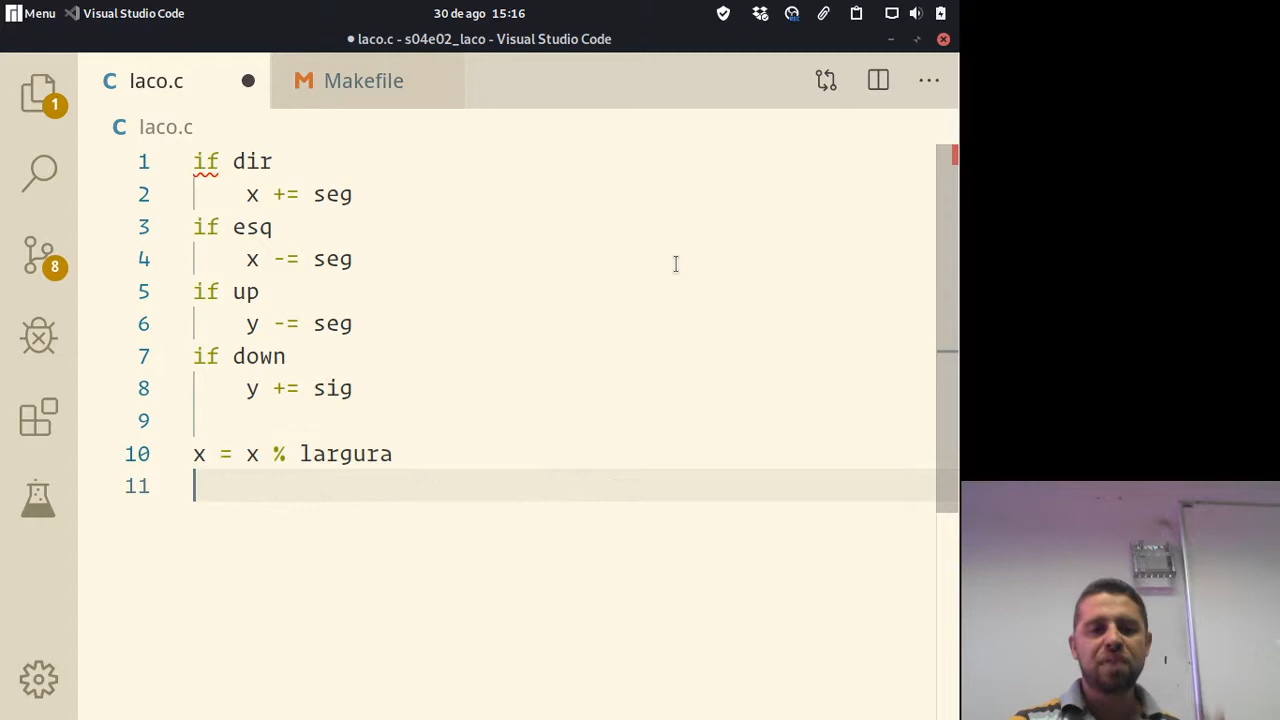 Menu Visual Studio Code 30 de ago 15:16
laco.c - s04e02_laco - Visual Studio Code
C laco.c M Makefile
1 C laco.c
1 if dir
2 x += seg
3 if esq
8 4 x -= seg
5 if up
6 y -= seg
7 if down
8 y += sig
9
10 x = x % largura
11